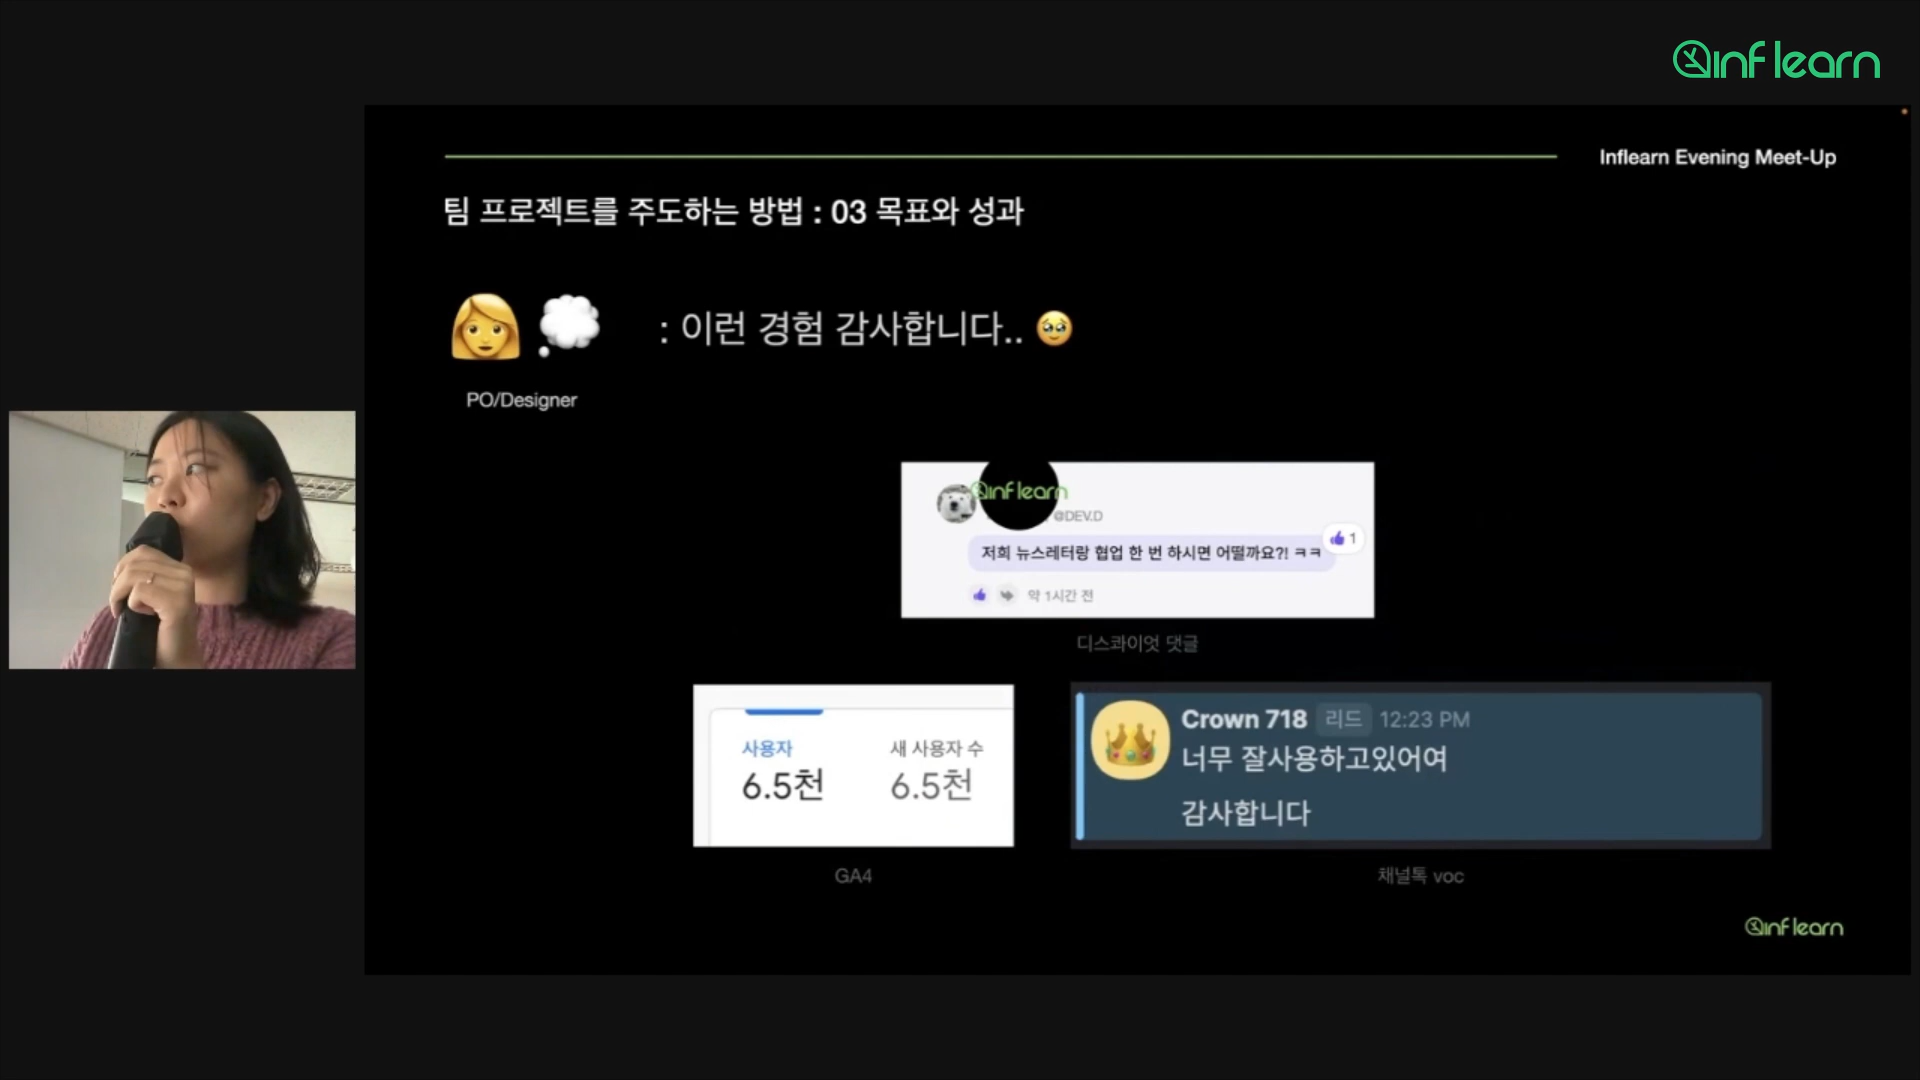 inflearn
Inflearn Evening Meet-Up
팀 프로젝트를 주도하는 방법 : 03 목표와 성과
: 이런 경험 감사합니다..
PO/Designer
inflearn
@DEV.D
저희 뉴스레터랑 협업 한 번 하시면 어떨까요?! ㅋㅋ
1
약 1시간 전
디스콰이엇 댓글
사용자
새 사용자 수
6.5천
6.5천
GA4
Crown 718 리드 12:23 PM
너무 잘사용하고있어여
감사합니다
채널톡 voc
inflearn